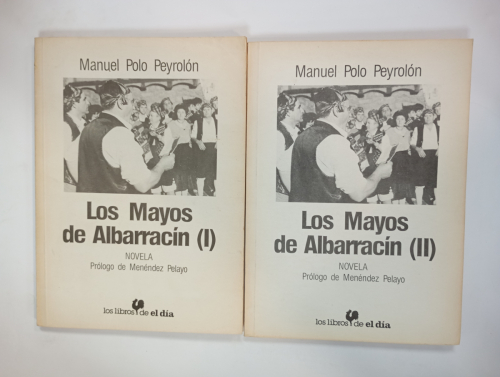 Manuel Polo Peyrolón
Los Mayos
de Albarracín (I)
NOVELA
Prólogo de Menéndez Pelayo
los libros de el día
Manuel Polo Peyrolón
Los Mayos
de Albarracín (II)
NOVELA
Prólogo de Menéndez Pelayo
los libros de el día